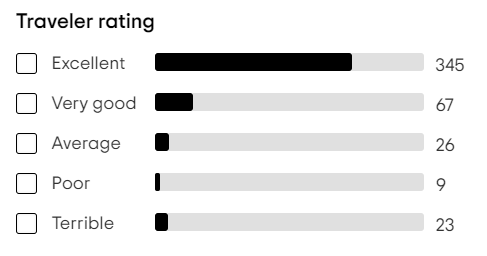 Traveler rating
Excellent 345
Very good 67
Average 26
Poor 9
Terrible 23